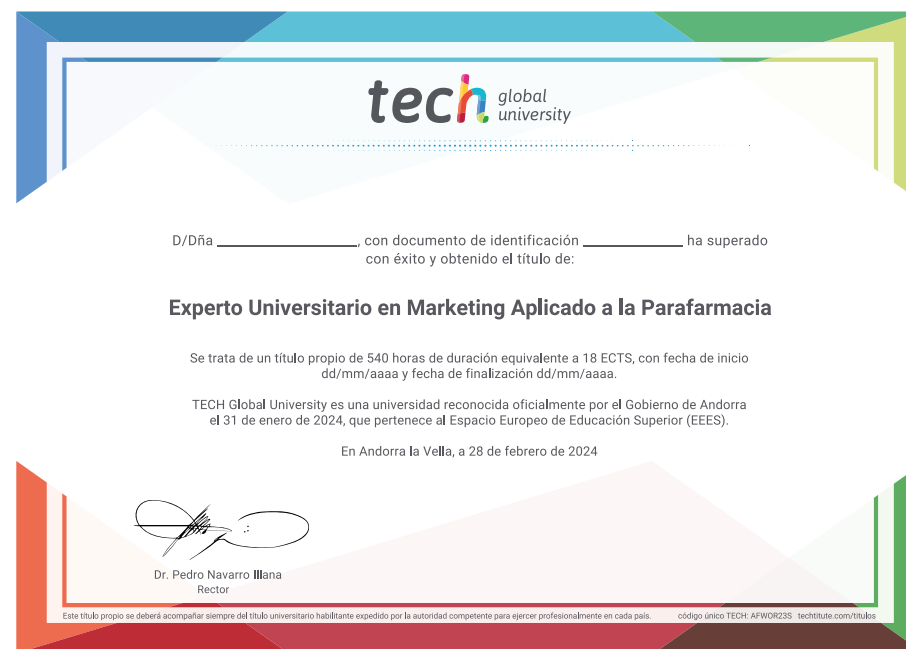 tech global university
D/Dña ____________________, con documento de identificación ______________ ha superado
con éxito y obtenido el título de:
Experto Universitario en Marketing Aplicado a la Parafarmacia
Se trata de un título propio de 540 horas de duración equivalente a 18 ECTS, con fecha de inicio
dd/mm/aaaa y fecha de finalización dd/mm/aaaa.
TECH Global University es una universidad reconocida oficialmente por el Gobierno de Andorra
el 31 de enero de 2024, que pertenece al Espacio Europeo de Educación Superior (EEES).
En Andorra la Vella, a 28 de febrero de 2024
Dr. Pedro Navarro Illana
Rector
Este título propio se deberá acompañar siempre del título universitario habilitante expedido por la autoridad competente para ejercer profesionalmente en cada país. código único TECH: AFWOR23S techtitute.com/titulos